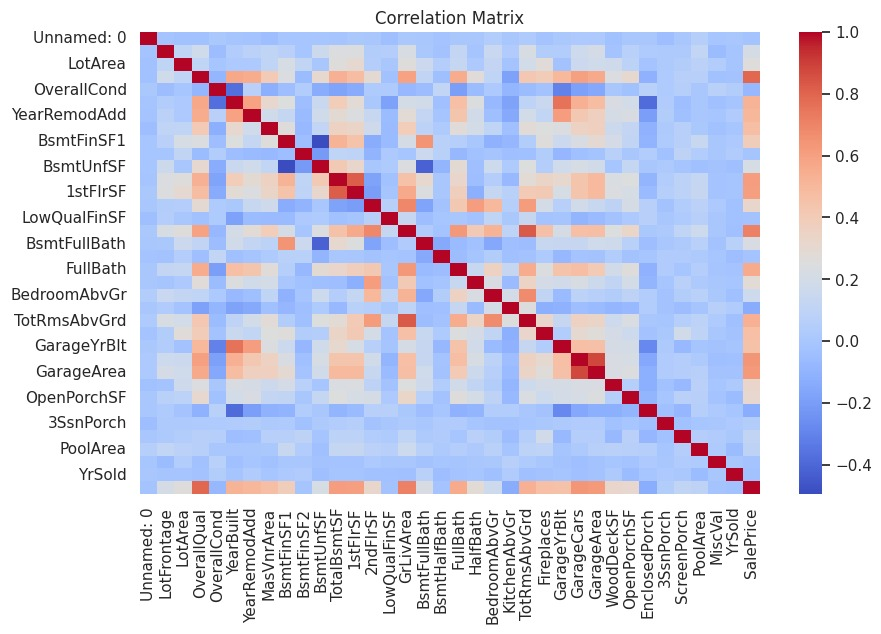 Correlation Matrix
Unnamed: 0
LotArea
OverallCond
YearRemodAdd
BsmtFinSF1
BsmtUnfSF
1stFlrSF
LowQualFinSF
BsmtFullBath
FullBath
BedroomAbvGr
TotRmsAbvGrd
GarageYrBlt
GarageArea
OpenPorchSF
3SsnPorch
PoolArea
YrSold
Unnamed: 0
LotFrontage
LotArea
OverallQual
OverallCond
YearBuilt
YearRemodAdd
MasVnrArea
BsmtFinSF1
BsmtFinSF2
BsmtUnfSF
TotalBsmtSF
1stFlrSF
2ndFlrSF
LowQualFinSF
GrLivArea
BsmtFullBath
BsmtHalfBath
FullBath
HalfBath
BedroomAbvGr
KitchenAbvGr
TotRmsAbvGrd
Fireplaces
GarageYrBlt
GarageCars
GarageArea
WoodDeckSF
OpenPorchSF
EnclosedPorch
3SsnPorch
ScreenPorch
PoolArea
MiscVal
YrSold
SalePrice
1.0
0.8
0.6
0.4
0.2
0.0
−0.2
−0.4